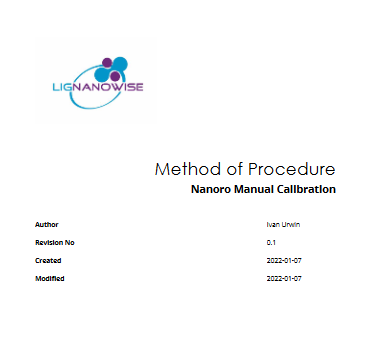 LIGNANOWISE
Method of Procedure
Nanoro Manual Calibration
Author Ivan Urwin
Revision No 0.1
Created 2022-01-07
Modified 2022-01-07